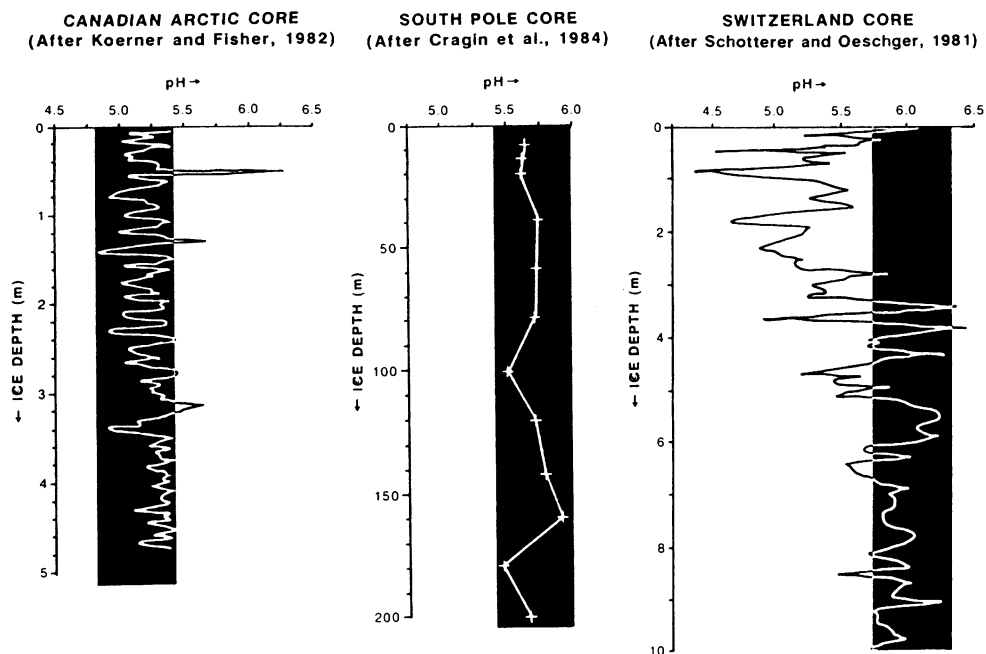 CANADIAN ARCTIC CORE
(After Koerner and Fisher, 1982)
pH→
4.5 5.0 5.5 6.0 6.5
0
1
2
3
4
5
← ICE DEPTH (m)
SOUTH POLE CORE
(After Cragin et al., 1984)
pH→
5.0 5.5 6.0
0
50
100
150
200
← ICE DEPTH (m)
SWITZERLAND CORE
(After Schotterer and Oeschger, 1981)
pH→
4.5 5.0 5.5 6.0 6.5
0
2
4
6
8
10
← ICE DEPTH (m)